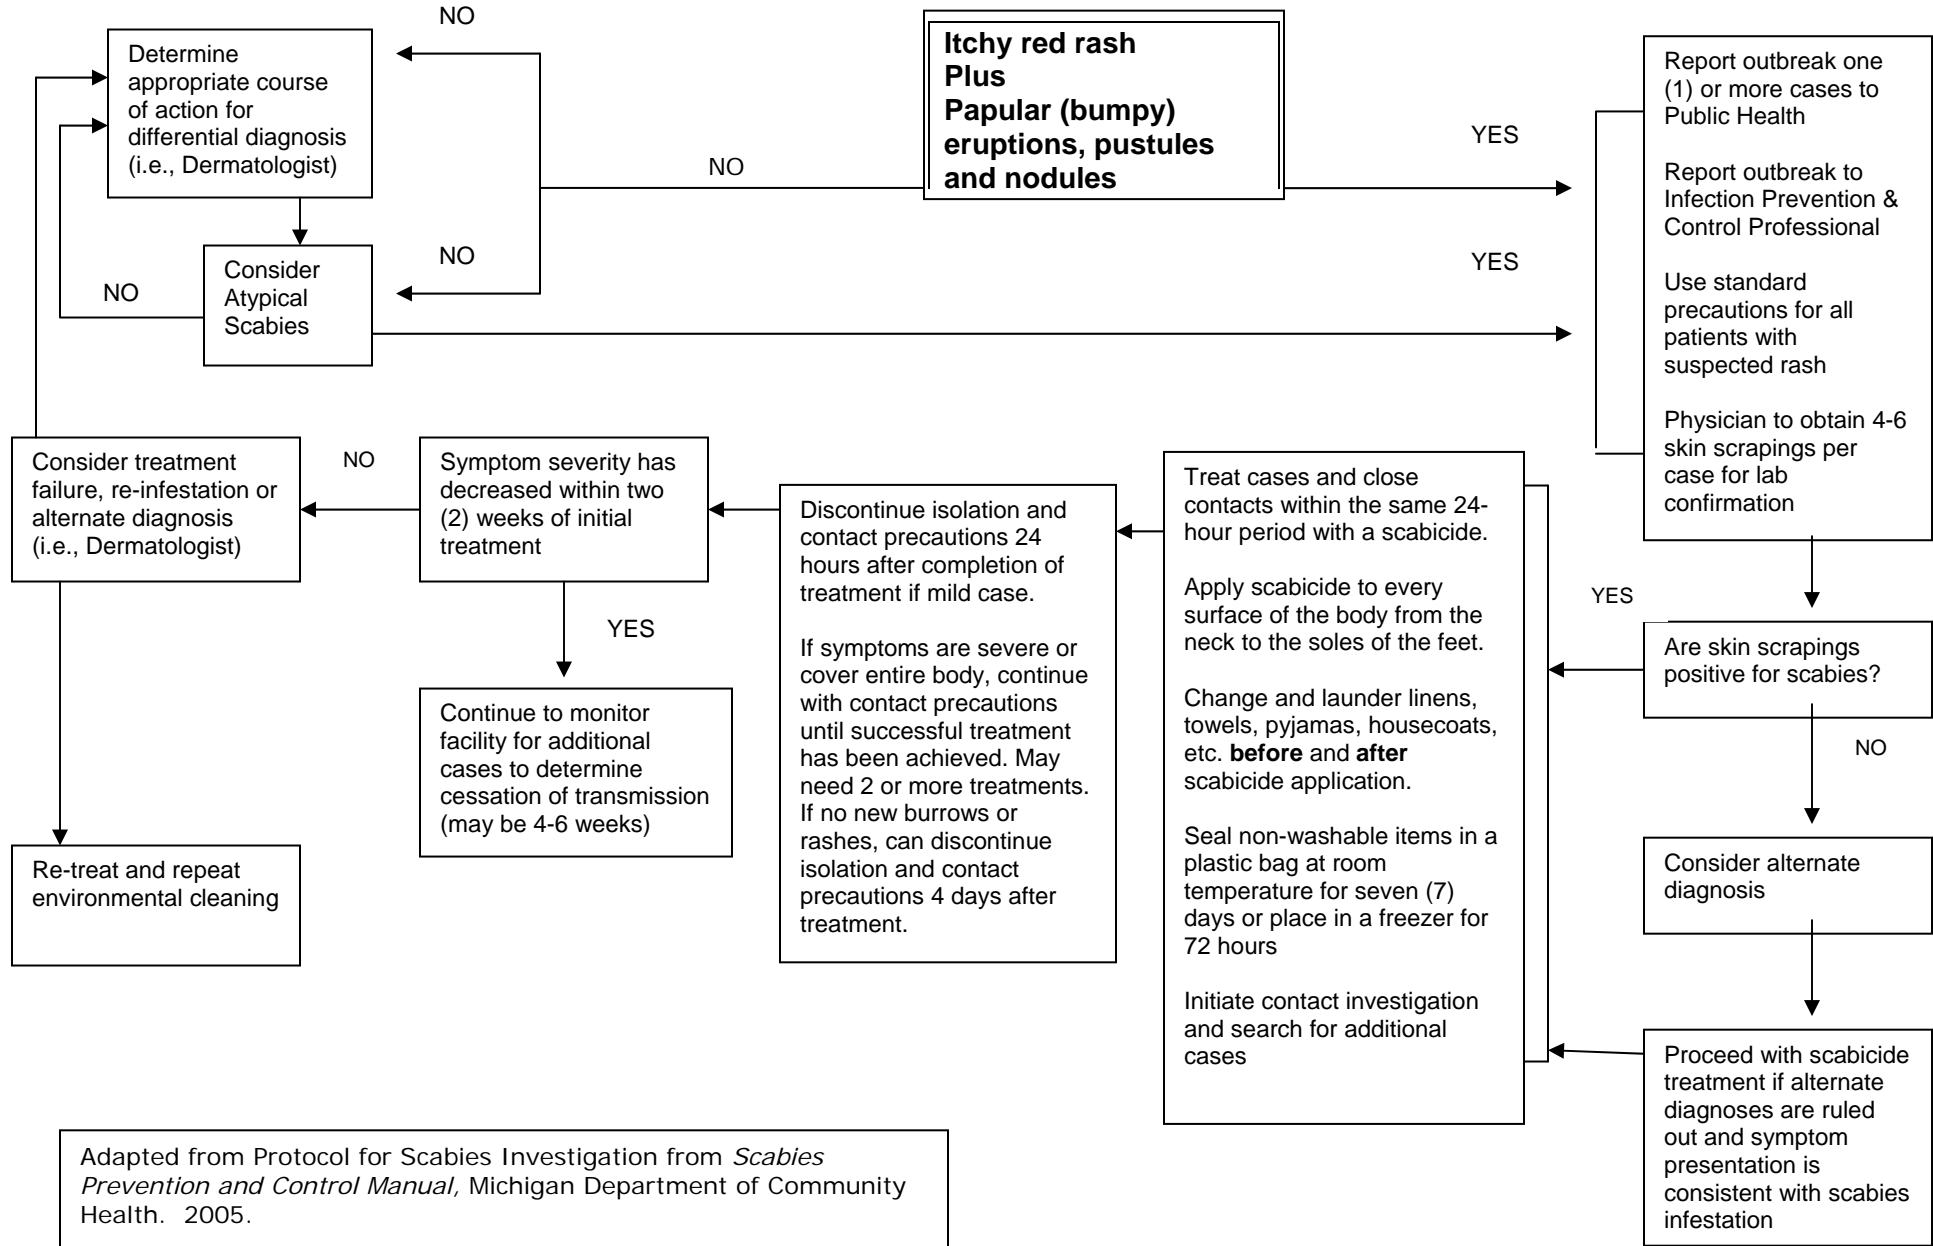 NO
Determine
appropriate course
of action for
differential diagnosis
(i.e., Dermatologist)
Itchy red rash
Plus
Papular (bumpy)
eruptions, pustules
and nodules
NO
YES
NO
Consider
Atypical
Scabies
NO
YES
Report outbreak one
(1) or more cases to
Public Health
Report outbreak to
Infection Prevention &
Control Professional
Use standard
precautions for all
patients with
suspected rash
Physician to obtain 4-6
skin scrapings per
case for lab
confirmation
YES
Are skin scrapings
positive for scabies?
NO
Consider alternate
diagnosis
Proceed with scabicide
treatment if alternate
diagnoses are ruled
out and symptom
presentation is
consistent with scabies
infestation
Treat cases and close
contacts within the same 24-
hour period with a scabicide.
Apply scabicide to every
surface of the body from the
neck to the soles of the feet.
Change and launder linens,
towels, pyjamas, housecoats,
etc. before and after
scabicide application.
Seal non-washable items in a
plastic bag at room
temperature for seven (7)
days or place in a freezer for
72 hours
Initiate contact investigation
and search for additional
cases
Discontinue isolation and
contact precautions 24
hours after completion of
treatment if mild case.
If symptoms are severe or
cover entire body, continue
with contact precautions
until successful treatment
has been achieved. May
need 2 or more treatments.
If no new burrows or
rashes, can discontinue
isolation and contact
precautions 4 days after
treatment.
Symptom severity has
decreased within two
(2) weeks of initial
treatment
YES
Continue to monitor
facility for additional
cases to determine
cessation of transmission
(may be 4-6 weeks)
NO
Consider treatment
failure, re-infestation or
alternate diagnosis
(i.e., Dermatologist)
Re-treat and repeat
environmental cleaning
Adapted from Protocol for Scabies Investigation from Scabies
Prevention and Control Manual, Michigan Department of Community
Health. 2005.